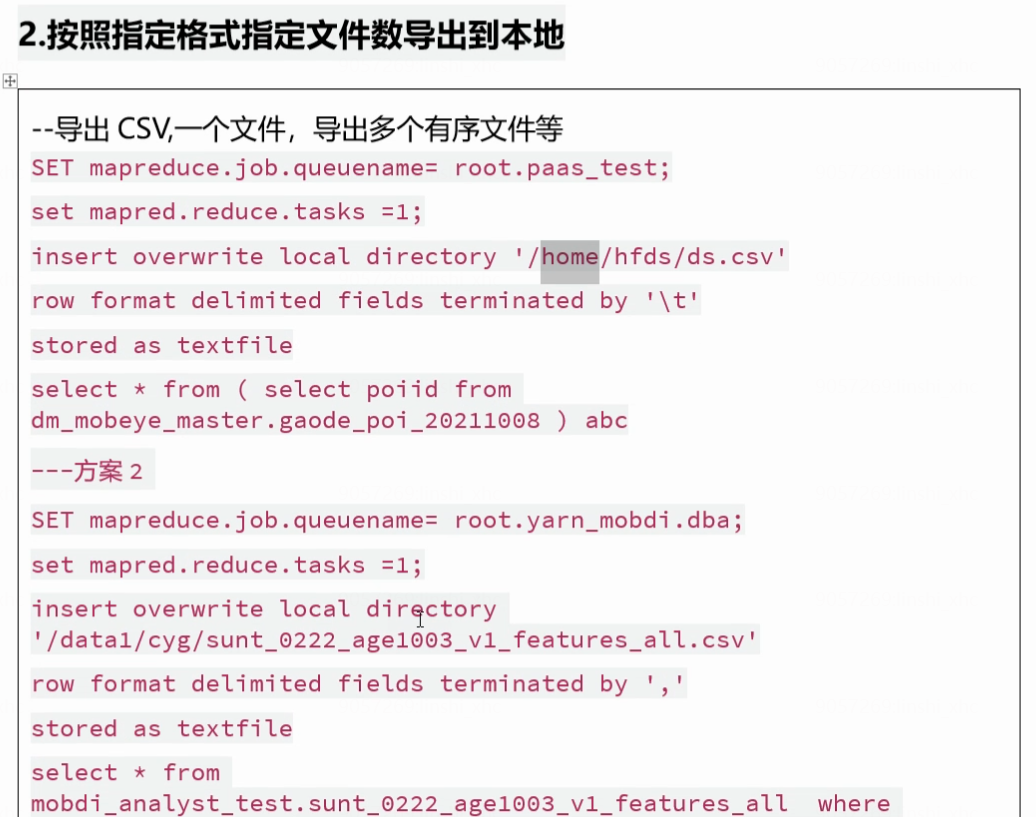 2.按照指定格式指定文件数导出到本地
--导出 CSV,一个文件，导出多个有序文件等
SET mapreduce.job.queuename= root.paas_test;
set mapred.reduce.tasks =1;
insert overwrite local directory '/home/hfds/ds.csv'
row format delimited fields terminated by '\t'
stored as textfile
select * from ( select poiid from
dm_mobeye_master.gaode_poi_20211008 ) abc
---方案 2
SET mapreduce.job.queuename= root.yarn_mobdi.dba;
set mapred.reduce.tasks =1;
insert overwrite local directory
'/data1/cyg/sunt_0222_age1003_v1_features_all.csv'
row format delimited fields terminated by ','
stored as textfile
select * from
mobdi_analyst_test.sunt_0222_age1003_v1_features_all where